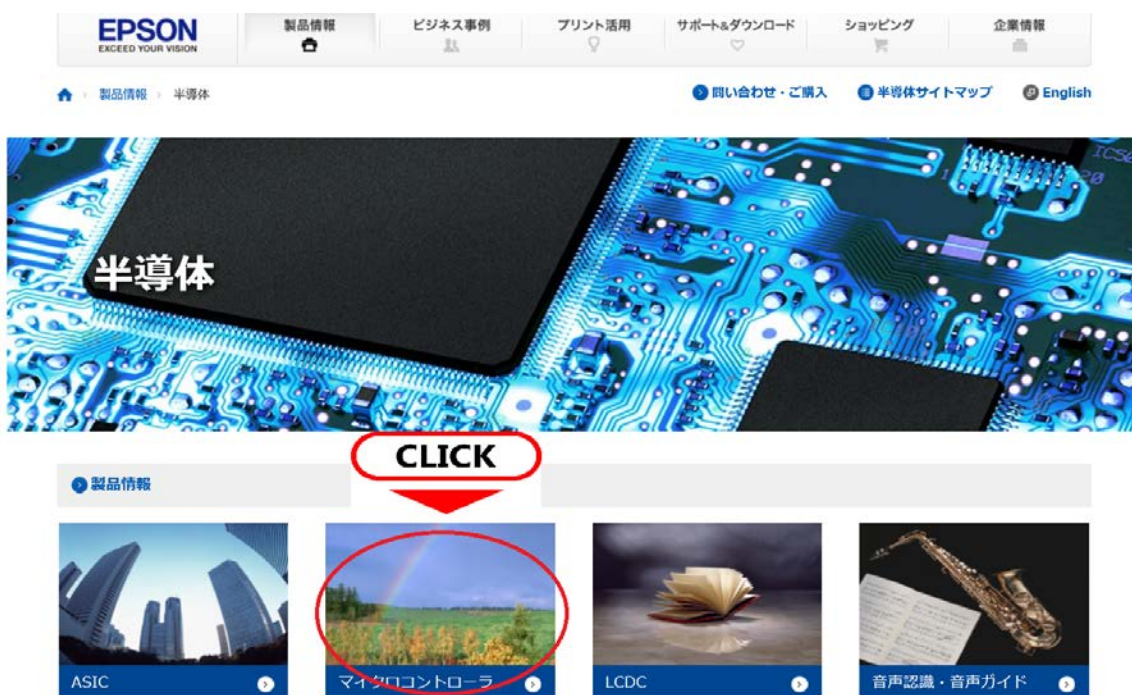 EPSON
EXCEED YOUR VISION
製品情報
ビジネス事例
プリント活用
サポート&ダウンロード
ショッピング
企業情報
製品情報
半導体
問い合わせ・ご購入
半導体サイトマップ
English
半導体
CLICK
製品情報
ASIC
マイクロコントローラ
LCDC
音声認識・音声ガイド